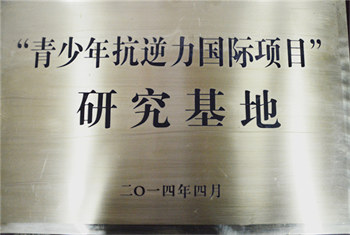 “青少年抗逆力国际项目”
研究基地
二〇一四年四月